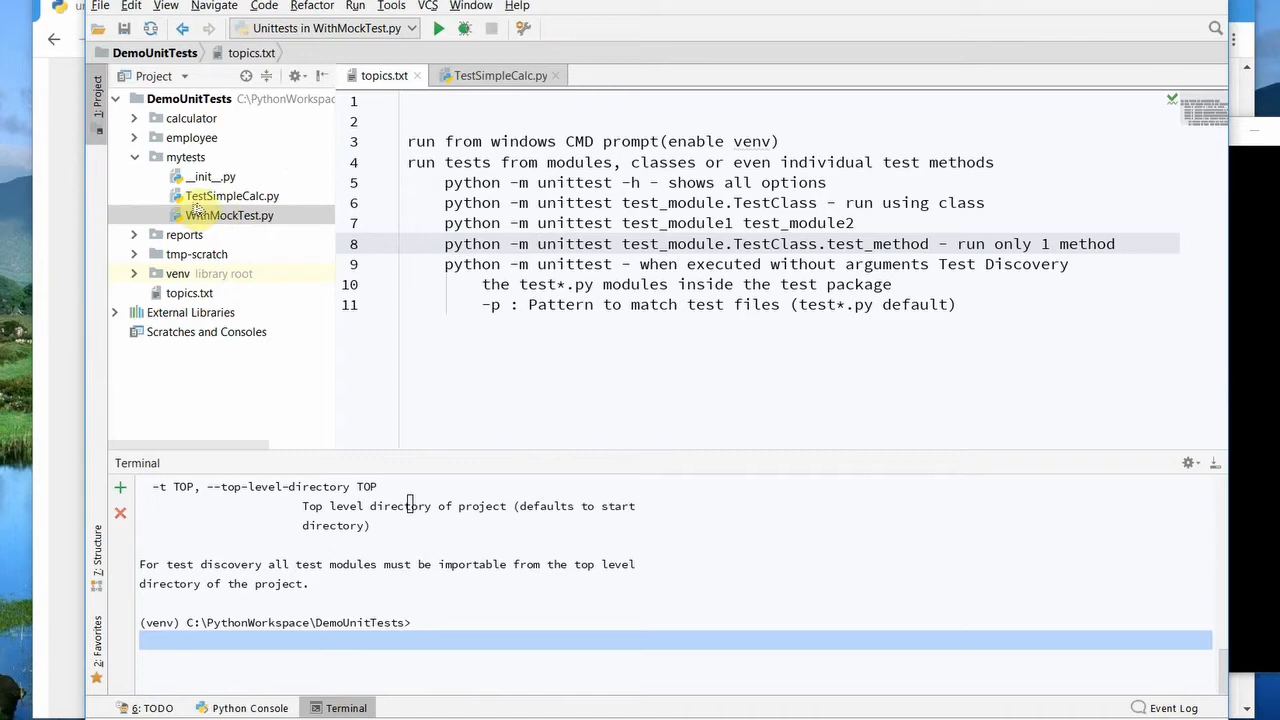 File Edit View Navigate Code Refactor Run Tools VCS Window Help
Unittests in WithMockTest.py
DemoUnitTests topics.txt
Project
topics.txt TestSimpleCalc.py
1: Project
DemoUnitTests C:\PythonWorkspac
calculator
employee
mytests
__init__.py
TestSimpleCalc.py
WithMockTest.py
reports
tmp-scratch
venv library root
topics.txt
External Libraries
Scratches and Consoles
1
2
3 run from windows CMD prompt(enable venv)
4 run tests from modules, classes or even individual test methods
5 python -m unittest -h - shows all options
6 python -m unittest test_module.TestClass - run using class
7 python -m unittest test_module1 test_module2
8 python -m unittest test_module.TestClass.test_method - run only 1 method
9 python -m unittest - when executed without arguments Test Discovery
10 the test*.py modules inside the test package
11 -p : Pattern to match test files (test*.py default)
Terminal
-t TOP, --top-level-directory TOP
Top level directory of project (defaults to start
directory)
For test discovery all test modules must be importable from the top level
directory of the project.
(venv) C:\PythonWorkspace\DemoUnitTests>
7: Structure
2: Favorites
6: TODO Python Console Terminal Event Log